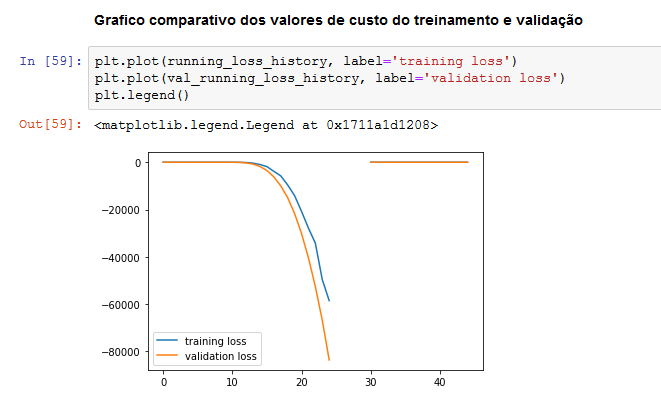 Grafico comparativo dos valores de custo do treinamento e validação
In [59]: plt.plot(running_loss_history, label='training loss')
plt.plot(val_running_loss_history, label='validation loss')
plt.legend()
Out[59]: <matplotlib.legend.Legend at 0x1711a1d1208>
0
−20000
−40000
−60000
−80000
training loss
validation loss
0 10 20 30 40